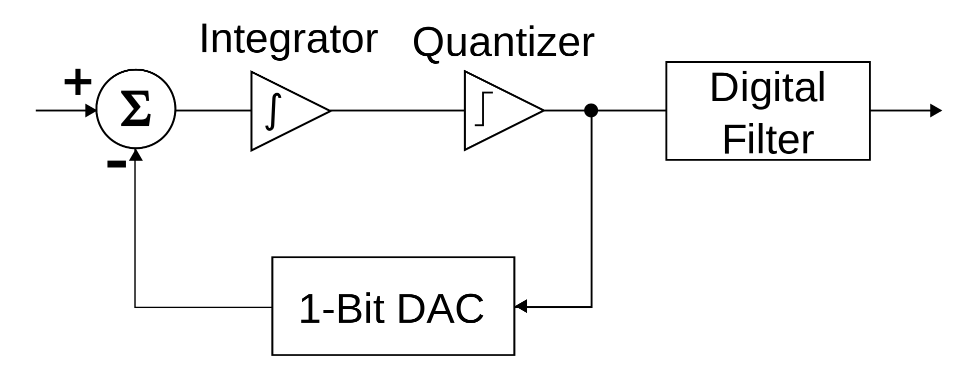 Integrator
Quantizer
+
Σ
∫
Digital
Filter
-
1-Bit DAC